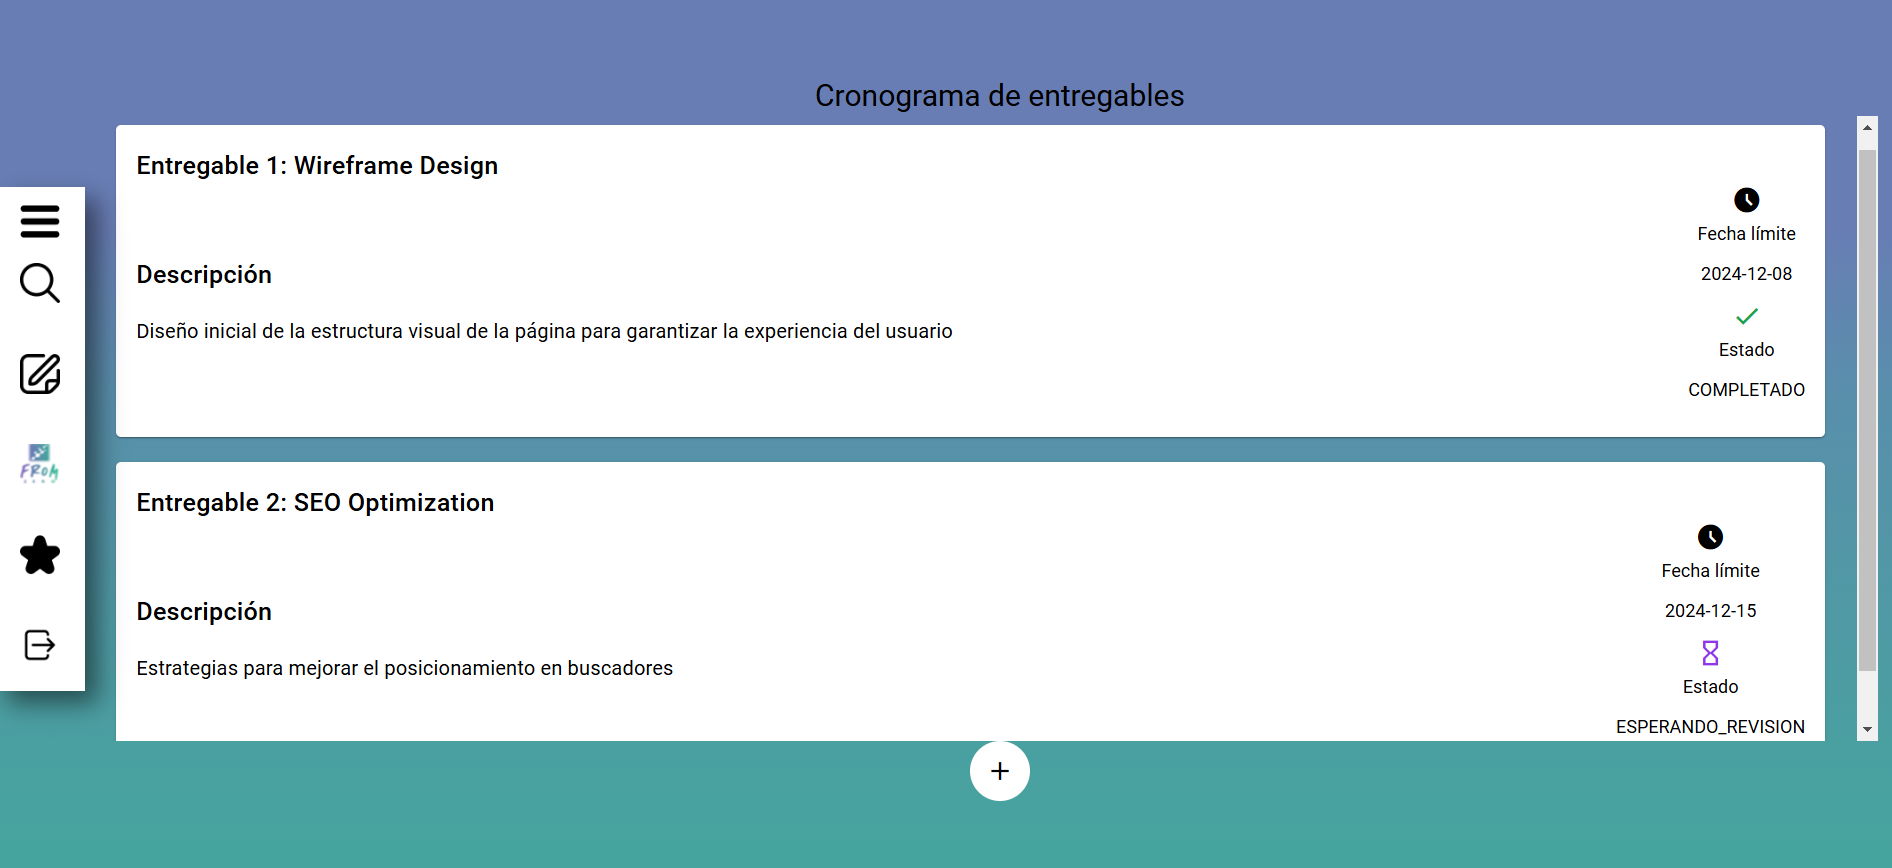 Cronograma de entregables
Entregable 1: Wireframe Design
Fecha límite
2024-12-08
Descripción
Diseño inicial de la estructura visual de la página para garantizar la experiencia del usuario
Estado
COMPLETADO
FROM
Entregable 2: SEO Optimization
Fecha límite
2024-12-15
Descripción
Estrategias para mejorar el posicionamiento en buscadores
Estado
ESPERANDO_REVISION
+